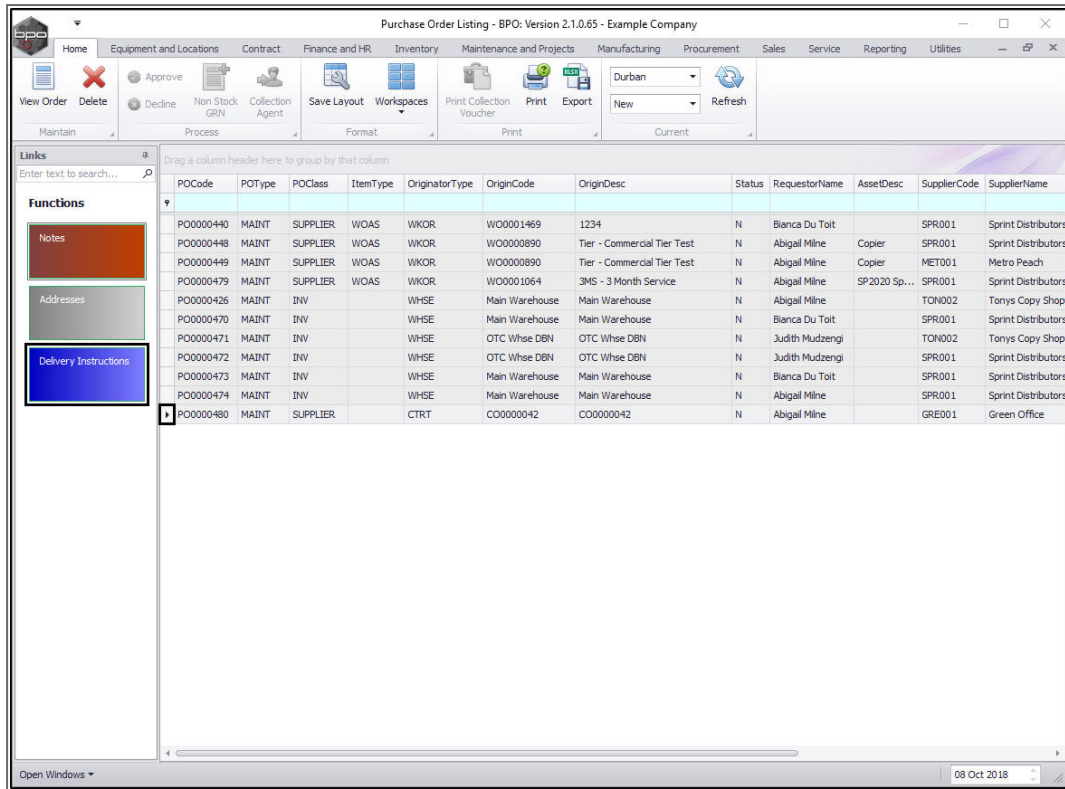 bpo
Purchase Order Listing - BPO: Version 2.1.0.65 - Example Company
Home Equipment and Locations Contract Finance and HR Inventory Maintenance and Projects Manufacturing Procurement Sales Service Reporting Utilities
View Order Delete Approve Decline Non Stock GRN Collection Agent Save Layout Workspaces Print Collection Voucher Print XLSX Export Durban New Refresh
Maintain Process Format Print Current
Links
Enter text to search...
Functions
Notes
Addresses
Delivery Instructions
Drag a column header here to group by that column
POCode POType POClass ItemType OriginatorType OriginCode OriginDesc Status RequestorName AssetDesc SupplierCode SupplierName
PO0000440 MAINT SUPPLIER WOAS WKOR WO0001469 1234 N Bianca Du Toit SPR001 Sprint Distributors
PO0000448 MAINT SUPPLIER WOAS WKOR WO0000890 Tier - Commercial Tier Test N Abigail Milne Copier SPR001 Sprint Distributors
PO0000449 MAINT SUPPLIER WOAS WKOR WO0000890 Tier - Commercial Tier Test N Abigail Milne Copier MET001 Metro Peach
PO0000479 MAINT SUPPLIER WOAS WKOR WO0001064 3MS - 3 Month Service N Abigail Milne SP2020 Sp... SPR001 Sprint Distributors
PO0000426 MAINT INV WHSE Main Warehouse Main Warehouse N Abigail Milne TON002 Tonys Copy Shop
PO0000470 MAINT INV WHSE Main Warehouse Main Warehouse N Bianca Du Toit SPR001 Sprint Distributors
PO0000471 MAINT INV WHSE OTC Whse DBN OTC Whse DBN N Judith Mudzengi TON002 Tonys Copy Shop
PO0000472 MAINT INV WHSE OTC Whse DBN OTC Whse DBN N Judith Mudzengi SPR001 Sprint Distributors
PO0000473 MAINT INV WHSE Main Warehouse Main Warehouse N Bianca Du Toit SPR001 Sprint Distributors
PO0000474 MAINT INV WHSE Main Warehouse Main Warehouse N Abigail Milne SPR001 Sprint Distributors
PO0000480 MAINT SUPPLIER CTRT CO0000042 CO0000042 N Abigail Milne GRE001 Green Office
Open Windows 08 Oct 2018